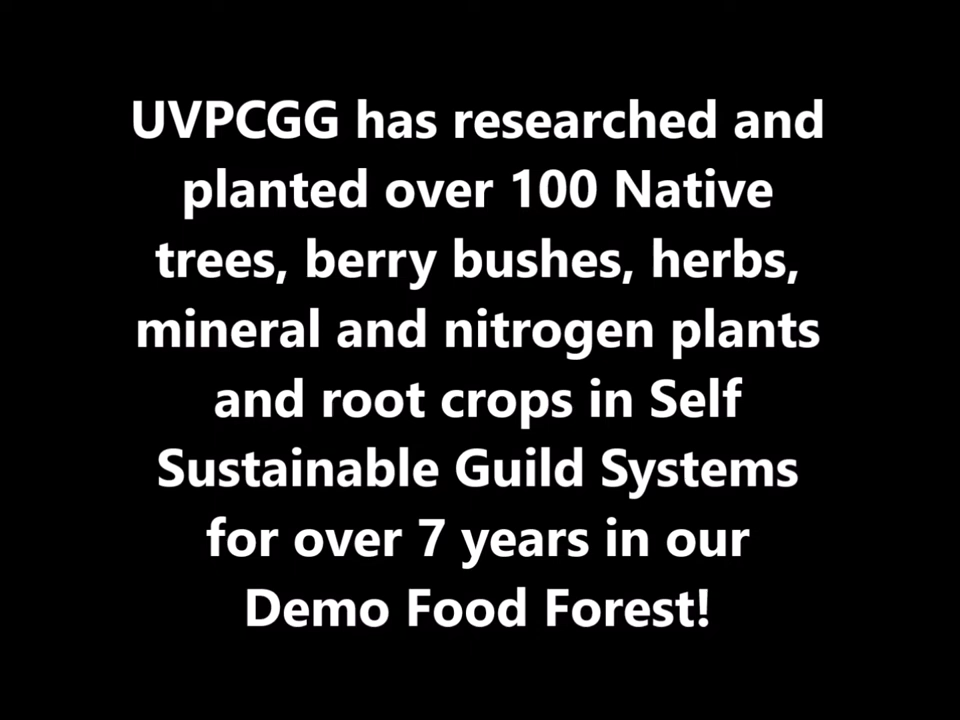 UVPCGG has researched and
planted over 100 Native
trees, berry bushes, herbs,
mineral and nitrogen plants
and root crops in Self
Sustainable Guild Systems
for over 7 years in our
Demo Food Forest!